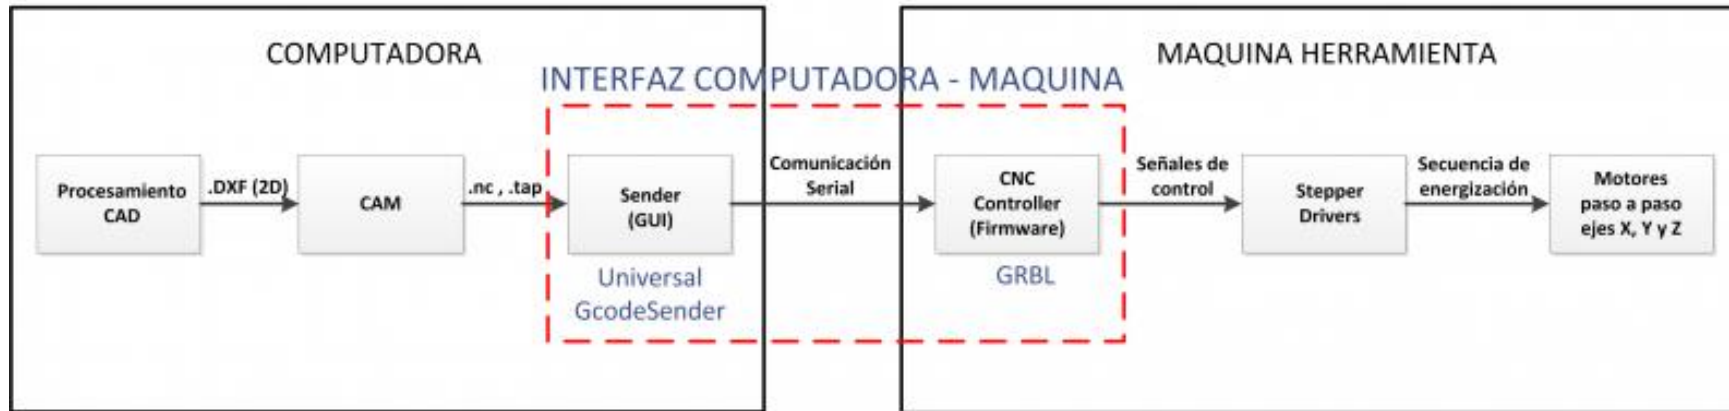 COMPUTADORA
MAQUINA HERRAMIENTA
INTERFAZ COMPUTADORA - MAQUINA
Procesamiento
CAD
.DXF (2D)
CAM
.nc , .tap
Sender
(GUI)
Universal
GcodeSender
Comunicación
Serial
CNC
Controller
(Firmware)
GRBL
Señales de
control
Stepper
Drivers
Secuencia de
energización
Motores
paso a paso
ejes X, Y y Z